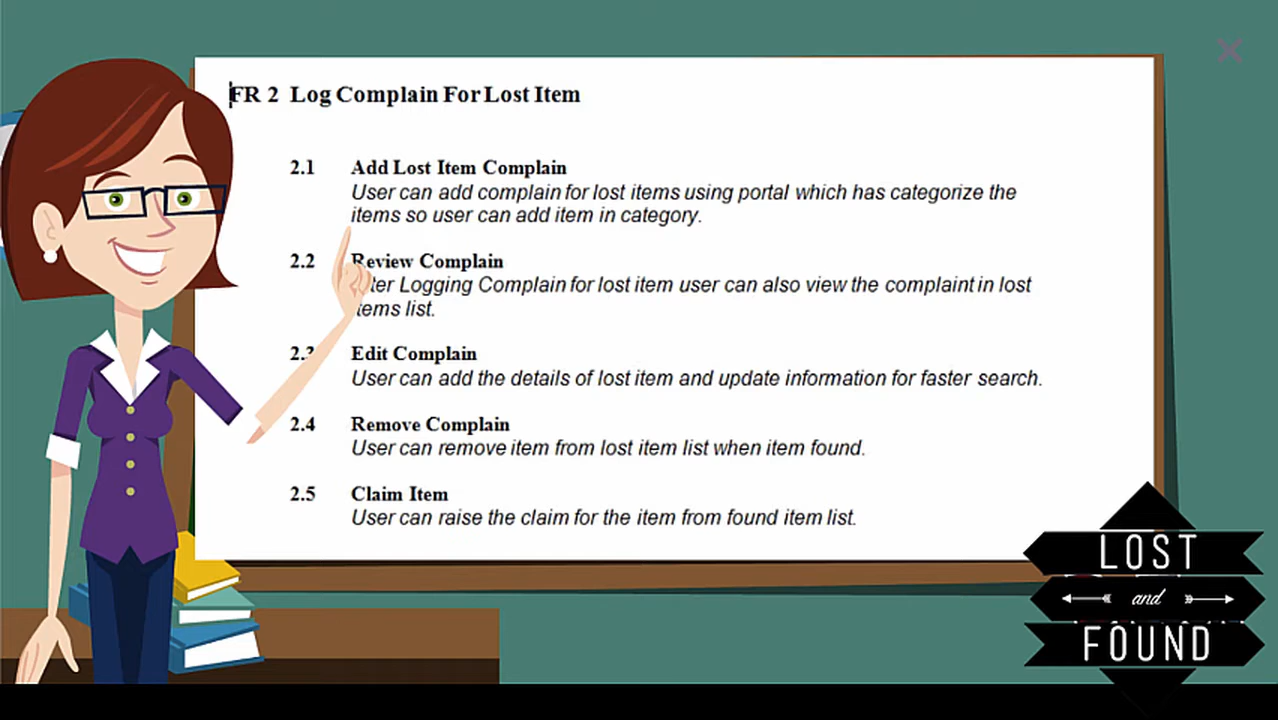 FR 2 Log Complain For Lost Item
2.1 Add Lost Item Complain
User can add complain for lost items using portal which has categorize the
items so user can add item in category.
2.2 Review Complain
ter Logging Complain for lost item user can also view the complaint in lost
tems list.
2.3 Edit Complain
User can add the details of lost item and update information for faster search.
2.4 Remove Complain
User can remove item from lost item list when item found.
2.5 Claim Item
User can raise the claim for the item from found item list.
LOST
and
FOUND